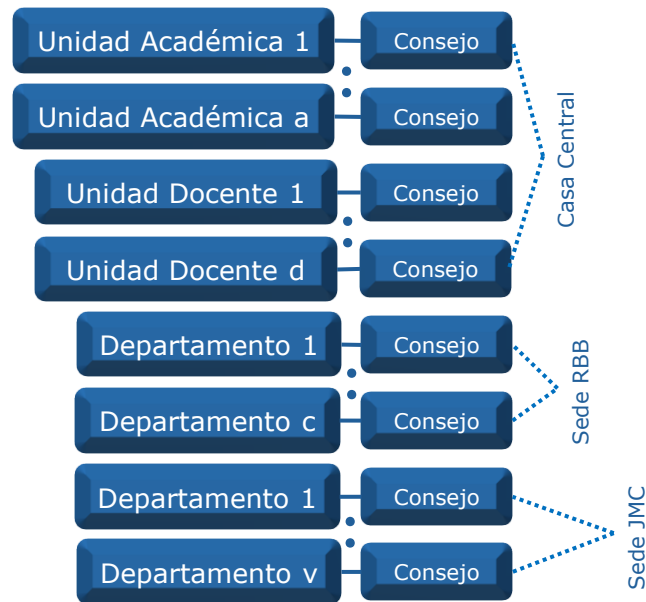 Unidad Académica 1
Consejo
Unidad Académica a
Consejo
Unidad Docente 1
Consejo
Unidad Docente d
Consejo
Casa Central
Departamento 1
Consejo
Departamento c
Consejo
Sede RBB
Departamento 1
Consejo
Departamento v
Consejo
Sede JMC